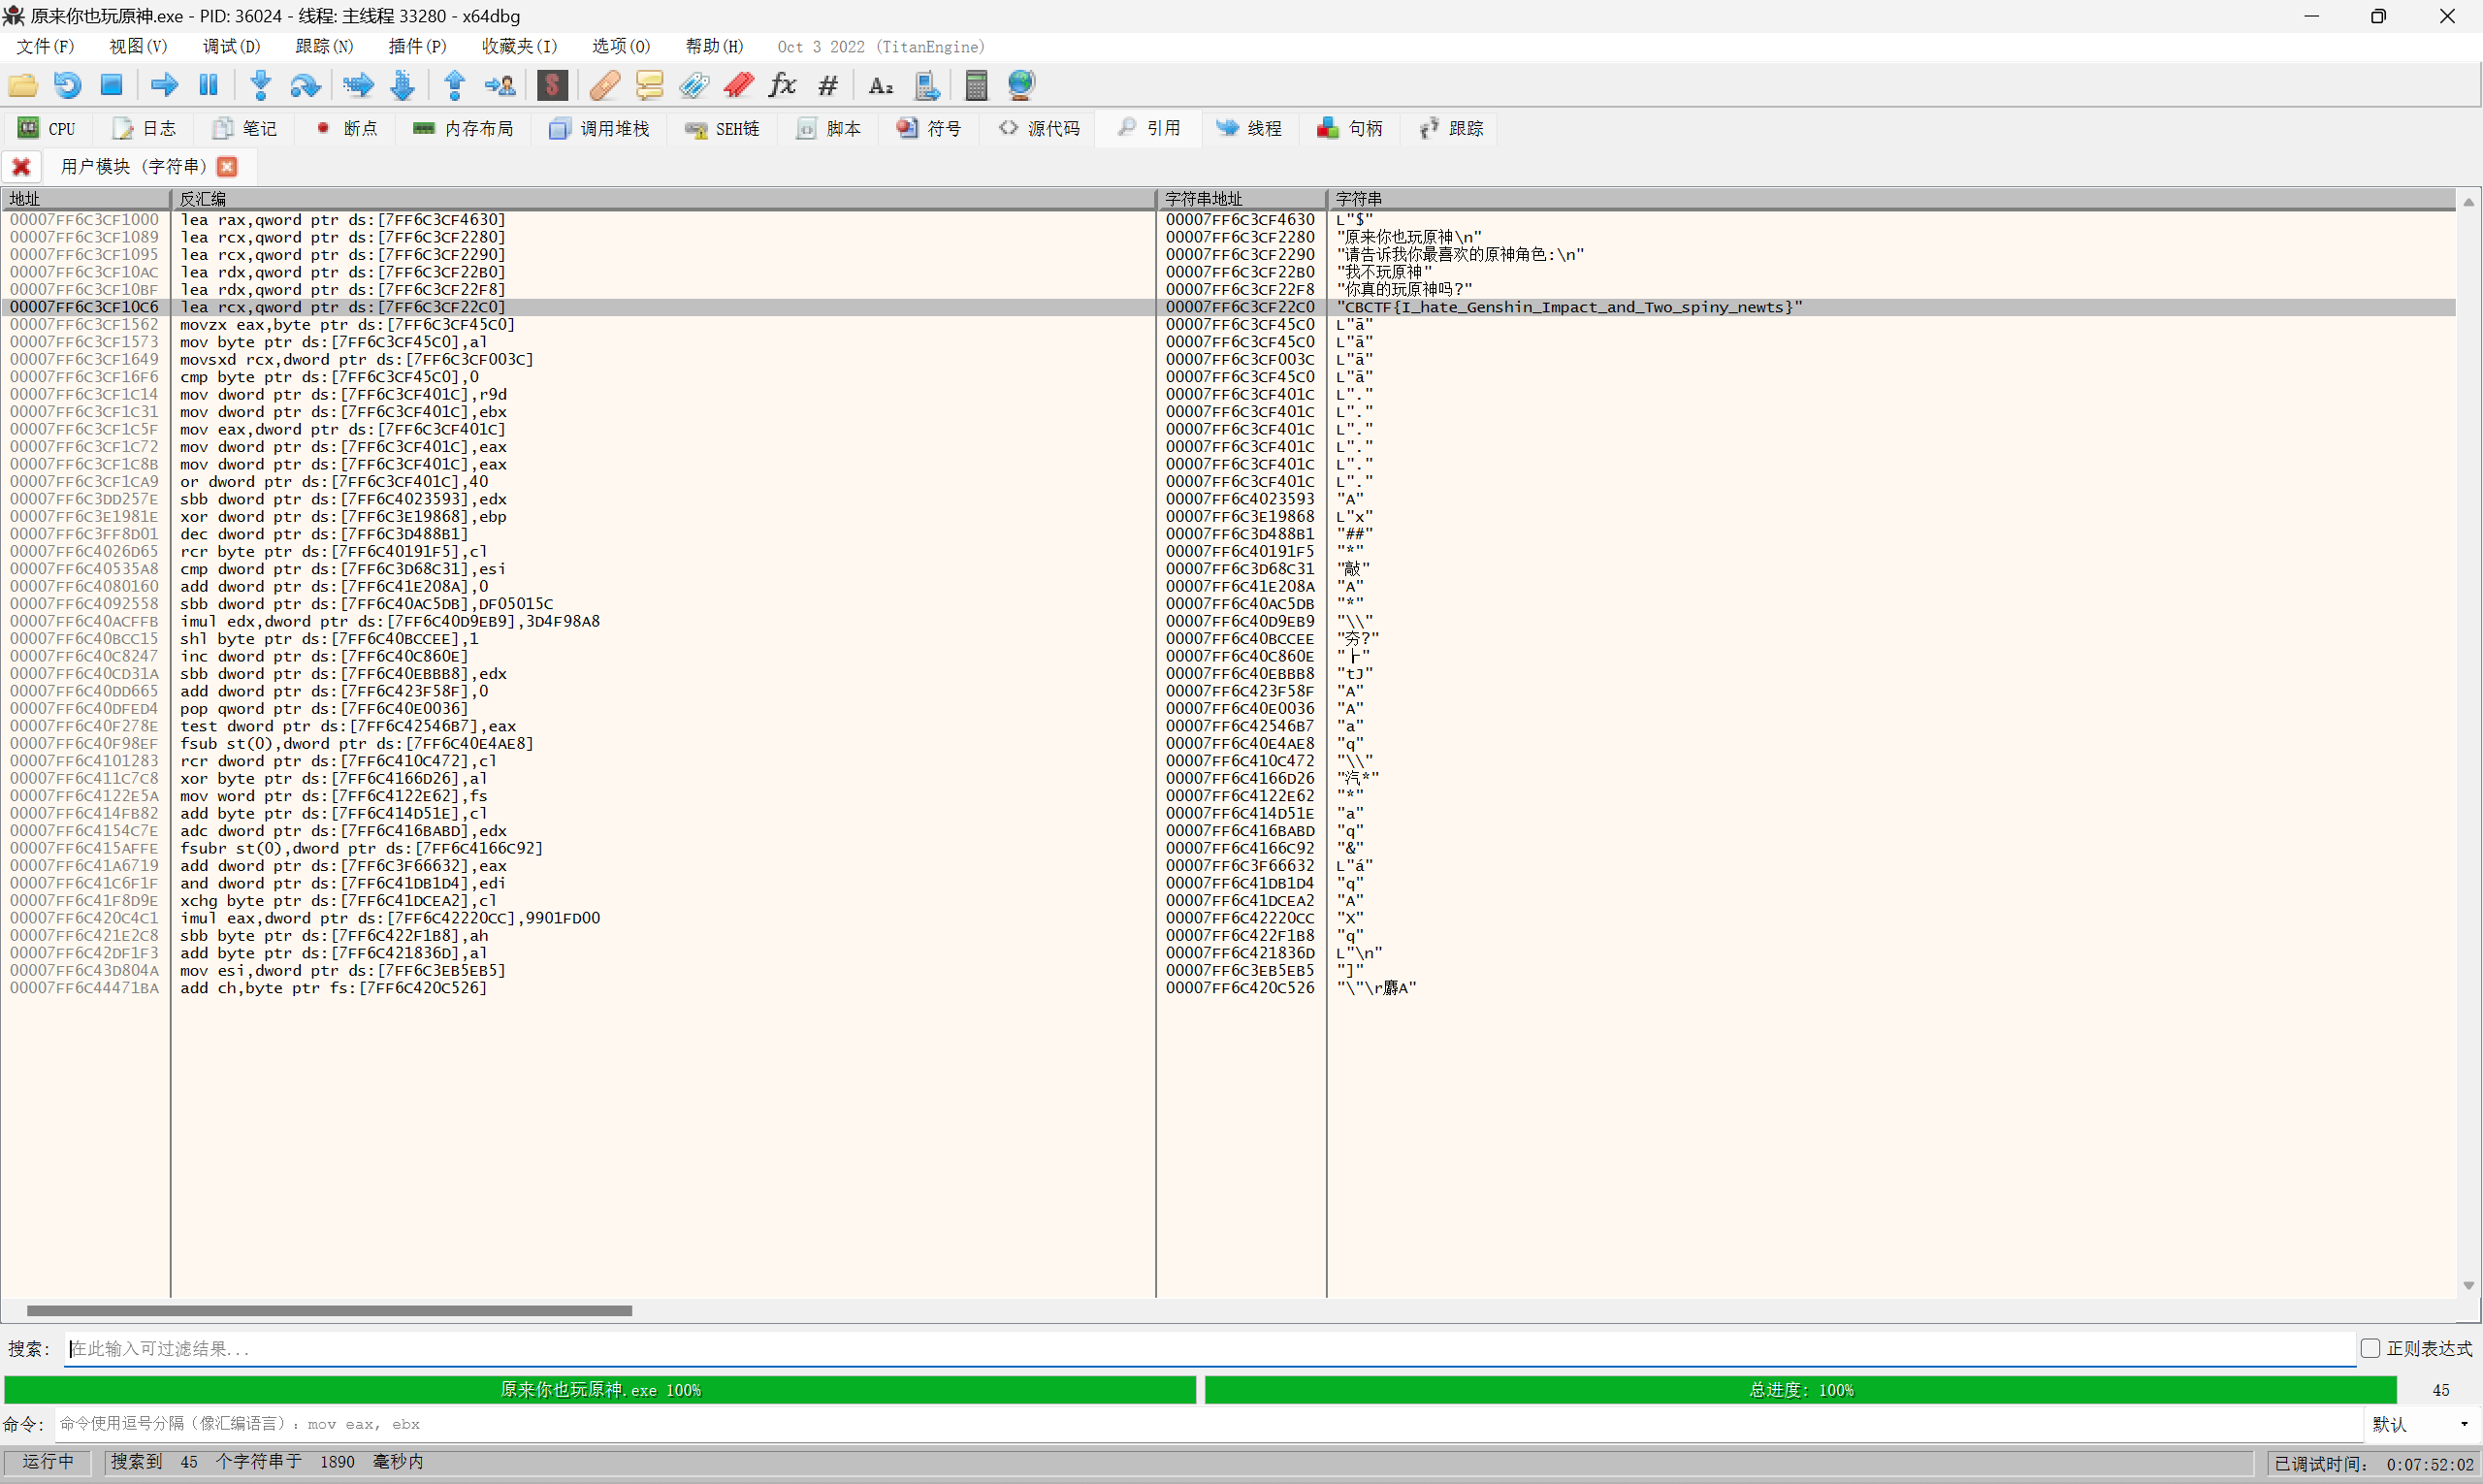 原来你也玩原神.exe - PID: 36024 - 线程: 主线程 33280 - x64dbg
文件(F) 视图(V) 调试(D) 跟踪(N) 插件(P) 收藏夹(I) 选项(O) 帮助(H) Oct 3 2022 (TitanEngine)
CPU 日志 笔记 断点 内存布局 调用堆栈 SEH链 脚本 符号 源代码 引用 线程 句柄 跟踪
用户模块 (字符串)
地址 反汇编 字符串地址 字符串
00007FF6C3CF1000 lea rax,qword ptr ds:[7FF6C3CF4630] 00007FF6C3CF4630 L"$"
00007FF6C3CF1089 lea rcx,qword ptr ds:[7FF6C3CF2280] 00007FF6C3CF2280 "原来你也玩原神\n"
00007FF6C3CF1095 lea rcx,qword ptr ds:[7FF6C3CF2290] 00007FF6C3CF2290 "请告诉我你最喜欢的原神角色:\n"
00007FF6C3CF10AC lea rdx,qword ptr ds:[7FF6C3CF22B0] 00007FF6C3CF22B0 "我不玩原神"
00007FF6C3CF10BF lea rdx,qword ptr ds:[7FF6C3CF22F8] 00007FF6C3CF22F8 "你真的玩原神吗?"
00007FF6C3CF10C6 lea rcx,qword ptr ds:[7FF6C3CF22C0] 00007FF6C3CF22C0 "CBCTF{I_hate_Genshin_Impact_and_Two_spiny_newts}"
00007FF6C3CF1562 movzx eax,byte ptr ds:[7FF6C3CF45C0] 00007FF6C3CF45C0 L"ā"
00007FF6C3CF1573 mov byte ptr ds:[7FF6C3CF45C0],al 00007FF6C3CF45C0 L"ā"
00007FF6C3CF1649 movsxd rcx,dword ptr ds:[7FF6C3CF003C] 00007FF6C3CF003C L"ā"
00007FF6C3CF16F6 cmp byte ptr ds:[7FF6C3CF45C0],0 00007FF6C3CF45C0 L"ā"
00007FF6C3CF1C14 mov dword ptr ds:[7FF6C3CF401C],r9d 00007FF6C3CF401C L"."
00007FF6C3CF1C31 mov dword ptr ds:[7FF6C3CF401C],ebx 00007FF6C3CF401C L"."
00007FF6C3CF1C5F mov eax,dword ptr ds:[7FF6C3CF401C] 00007FF6C3CF401C L"."
00007FF6C3CF1C72 mov dword ptr ds:[7FF6C3CF401C],eax 00007FF6C3CF401C L"."
00007FF6C3CF1C8B mov dword ptr ds:[7FF6C3CF401C],eax 00007FF6C3CF401C L"."
00007FF6C3CF1CA9 or dword ptr ds:[7FF6C3CF401C],40 00007FF6C3CF401C L"."
00007FF6C3DD257E sbb dword ptr ds:[7FF6C4023593],edx 00007FF6C4023593 "A"
00007FF6C3E1981E xor dword ptr ds:[7FF6C3E19868],ebp 00007FF6C3E19868 L"x"
00007FF6C3FF8D01 dec dword ptr ds:[7FF6C3D488B1] 00007FF6C3D488B1 "##"
00007FF6C4026D65 rcr byte ptr ds:[7FF6C40191F5],cl 00007FF6C40191F5 "*"
00007FF6C40535A8 cmp dword ptr ds:[7FF6C3D68C31],esi 00007FF6C3D68C31 "敲"
00007FF6C4080160 add dword ptr ds:[7FF6C41E208A],0 00007FF6C41E208A "A"
00007FF6C4092558 sbb dword ptr ds:[7FF6C40AC5DB],DF05015C 00007FF6C40AC5DB "*"
00007FF6C40ACFFB imul edx,dword ptr ds:[7FF6C40D9EB9],3D4F98A8 00007FF6C40D9EB9 "\\"
00007FF6C40BCC15 shl byte ptr ds:[7FF6C40BCCEE],1 00007FF6C40BCCEE "夯?"
00007FF6C40C8247 inc dword ptr ds:[7FF6C40C860E] 00007FF6C40C860E "┝"
00007FF6C40CD31A sbb dword ptr ds:[7FF6C40EBBB8],edx 00007FF6C40EBBB8 "tJ"
00007FF6C40DD665 add dword ptr ds:[7FF6C423F58F],0 00007FF6C423F58F "A"
00007FF6C40DFED4 pop qword ptr ds:[7FF6C40E0036] 00007FF6C40E0036 "A"
00007FF6C40F278E test dword ptr ds:[7FF6C42546B7],eax 00007FF6C42546B7 "a"
00007FF6C40F98EF fsub st(0),dword ptr ds:[7FF6C40E4AE8] 00007FF6C40E4AE8 "q"
00007FF6C4101283 rcr dword ptr ds:[7FF6C410C472],cl 00007FF6C410C472 "\\"
00007FF6C411C7C8 xor byte ptr ds:[7FF6C4166D26],al 00007FF6C4166D26 "汽*"
00007FF6C4122E5A mov word ptr ds:[7FF6C4122E62],fs 00007FF6C4122E62 "*"
00007FF6C414FB82 add byte ptr ds:[7FF6C414D51E],cl 00007FF6C414D51E "a"
00007FF6C4154C7E adc dword ptr ds:[7FF6C416BABD],edx 00007FF6C416BABD "q"
00007FF6C415AFFE fsubr st(0),dword ptr ds:[7FF6C4166C92] 00007FF6C4166C92 "&"
00007FF6C41A6719 add dword ptr ds:[7FF6C3F66632],eax 00007FF6C3F66632 L"á"
00007FF6C41C6F1F and dword ptr ds:[7FF6C41DB1D4],edi 00007FF6C41DB1D4 "q"
00007FF6C41F8D9E xchg byte ptr ds:[7FF6C41DCEA2],cl 00007FF6C41DCEA2 "A"
00007FF6C420C4C1 imul eax,dword ptr ds:[7FF6C42220CC],9901FD00 00007FF6C42220CC "X"
00007FF6C421E2C8 sbb byte ptr ds:[7FF6C422F1B8],ah 00007FF6C422F1B8 "q"
00007FF6C42DF1F3 add byte ptr ds:[7FF6C421836D],al 00007FF6C421836D L"\n"
00007FF6C43D804A mov esi,dword ptr ds:[7FF6C3EB5EB5] 00007FF6C3EB5EB5 "]"
00007FF6C44471BA add ch,byte ptr fs:[7FF6C420C526] 00007FF6C420C526 "\"\r麝A"
搜索: 在此输入可过滤结果... 正则表达式
原来你也玩原神.exe 100% 总进度: 100% 45
命令: 命令使用逗号分隔（像汇编语言）: mov eax, ebx 默认
运行中 搜索到 45 个字符串于 1890 毫秒内 已调试时间: 0:07:52:02